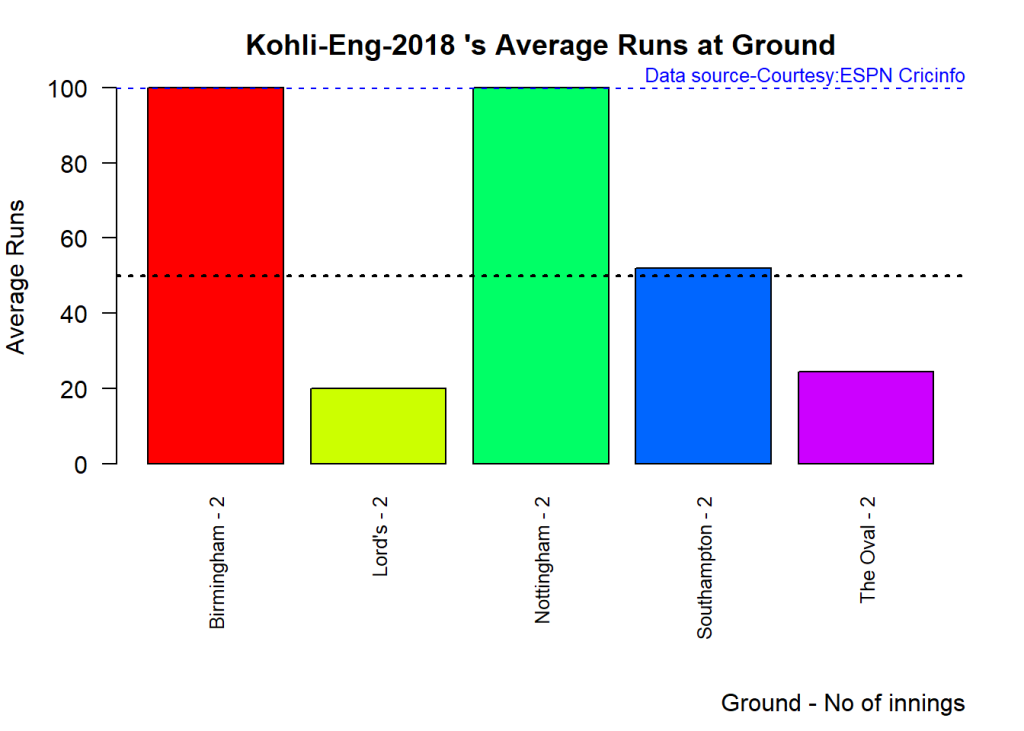 Kohli-Eng-2018 's Average Runs at Ground
Data source-Courtesy:ESPN Cricinfo
Average Runs
100
80
60
40
20
0
Birmingham - 2
Lord's - 2
Nottingham - 2
Southampton - 2
The Oval - 2
Ground - No of innings